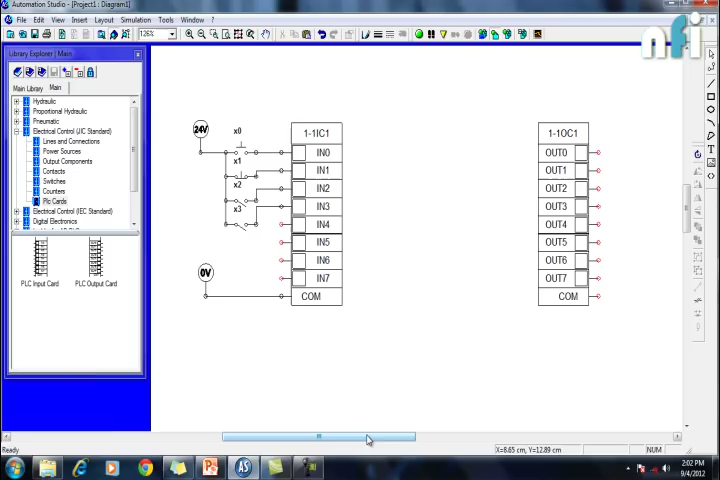 Automation Studio - [Project1 : Diagram1]
File Edit View Insert Layout Simulation Tools Window ?
nfi
126%
Library Explorer | Main
Main Library Main
Hydraulic
Proportional Hydraulic
Pneumatic
Electrical Control (JIC Standard)
Lines and Connections
Power Sources
Output Components
Contacts
Switches
Counters
Plc Cards
Electrical Control (IEC Standard)
Digital Electronics
PLC Input Card PLC Output Card
24V
x0
x1
x2
x3
0V
1-1IC1
IN0
IN1
IN2
IN3
IN4
IN5
IN6
IN7
COM
1-1OC1
OUT0
OUT1
OUT2
OUT3
OUT4
OUT5
OUT6
OUT7
COM
Ready
X=8.65 cm Y=12.89 cm
NUM
2:02 PM
9/4/2012